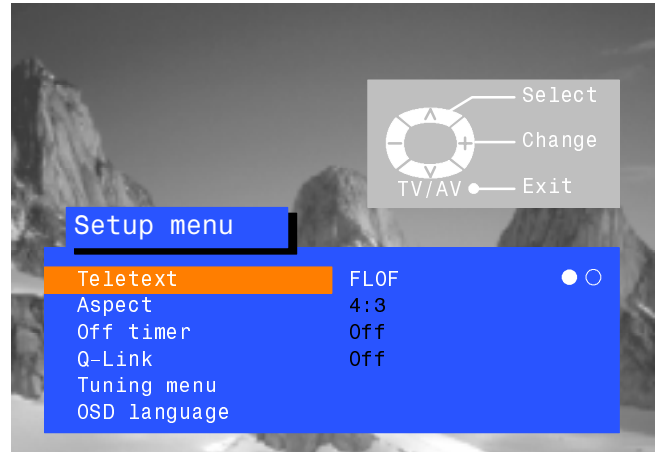 Select
Change
TV/AV Exit
Setup menu
Teletext FLOF
Aspect 4:3
Off timer Off
Q-Link Off
Tuning menu
OSD language